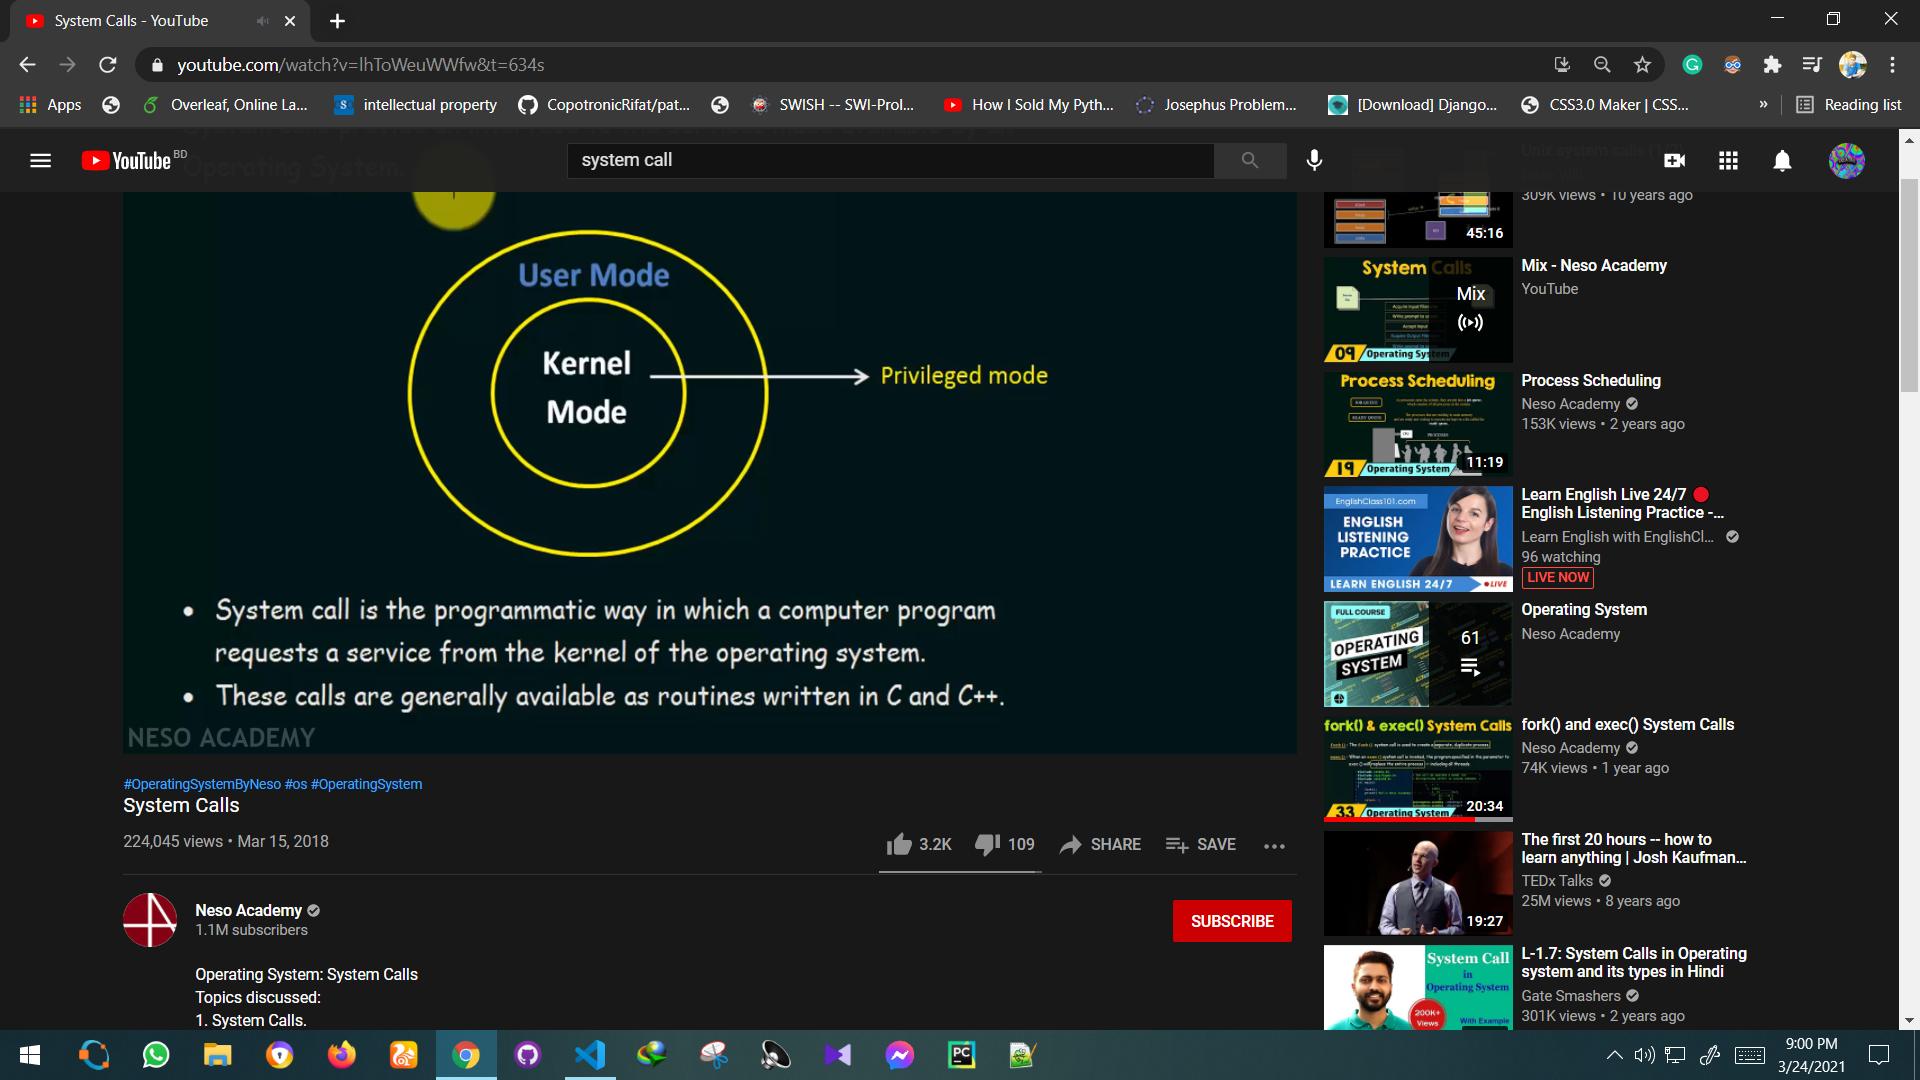 System Calls - YouTube
youtube.com/watch?v=lhToWeuWWfw&t=634s
Apps
Overleaf, Online La...
intellectual property
CopotronicRifat/pat...
SWISH -- SWI-Prol...
How I Sold My Pyth...
Josephus Problem...
[Download] Django...
CSS3.0 Maker | CSS...
»
Reading list
YouTube BD
system call
Operating System.
User Mode
Kernel
Mode
Privileged mode
• System call is the programmatic way in which a computer program
requests a service from the kernel of the operating system.
• These calls are generally available as routines written in C and C++.
NESO ACADEMY
#OperatingSystemByNeso #os #OperatingSystem
System Calls
224,045 views • Mar 15, 2018
3.2K
109
SHARE
SAVE
Neso Academy
1.1M subscribers
SUBSCRIBE
Operating System: System Calls
Topics discussed:
1. System Calls.
309K views • 10 years ago
45:16
System Calls
Mix
09 Operating System
Mix - Neso Academy
YouTube
Process Scheduling
19 Operating System
11:19
Process Scheduling
Neso Academy
153K views • 2 years ago
EnglishClass101.com
ENGLISH
LISTENING
PRACTICE
LEARN ENGLISH 24/7
LIVE
Learn English Live 24/7
English Listening Practice -...
Learn English with EnglishCl...
96 watching
LIVE NOW
FULL COURSE
OPERATING
SYSTEM
61
Operating System
Neso Academy
fork() & exec() System Calls
33 Operating System
20:34
fork() and exec() System Calls
Neso Academy
74K views • 1 year ago
19:27
The first 20 hours -- how to
learn anything | Josh Kaufman...
TEDx Talks
25M views • 8 years ago
System Call
in
Operating System
200K+
Views
With Example
L-1.7: System Calls in Operating
system and its types in Hindi
Gate Smashers
301K views • 2 years ago
PC
9:00 PM
3/24/2021